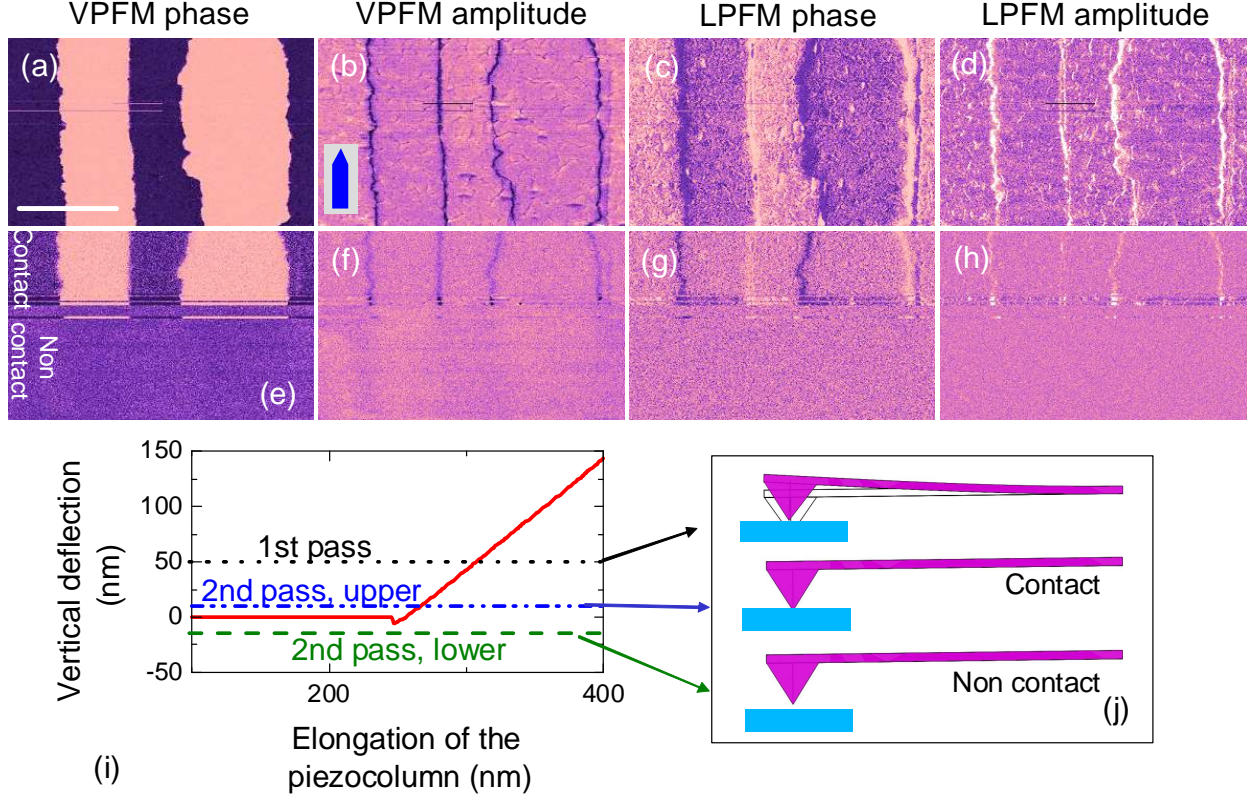 VPFM phase
VPFM amplitude
LPFM phase
LPFM amplitude
(a)
(b)
(c)
(d)
Contact
Non
contact
(e)
(f)
(g)
(h)
150
100
50
0
-50
Vertical deflection
(nm)
1st pass
2nd pass, upper
2nd pass, lower
200
400
Elongation of the
piezocolumn (nm)
(i)
Contact
Non contact
(j)